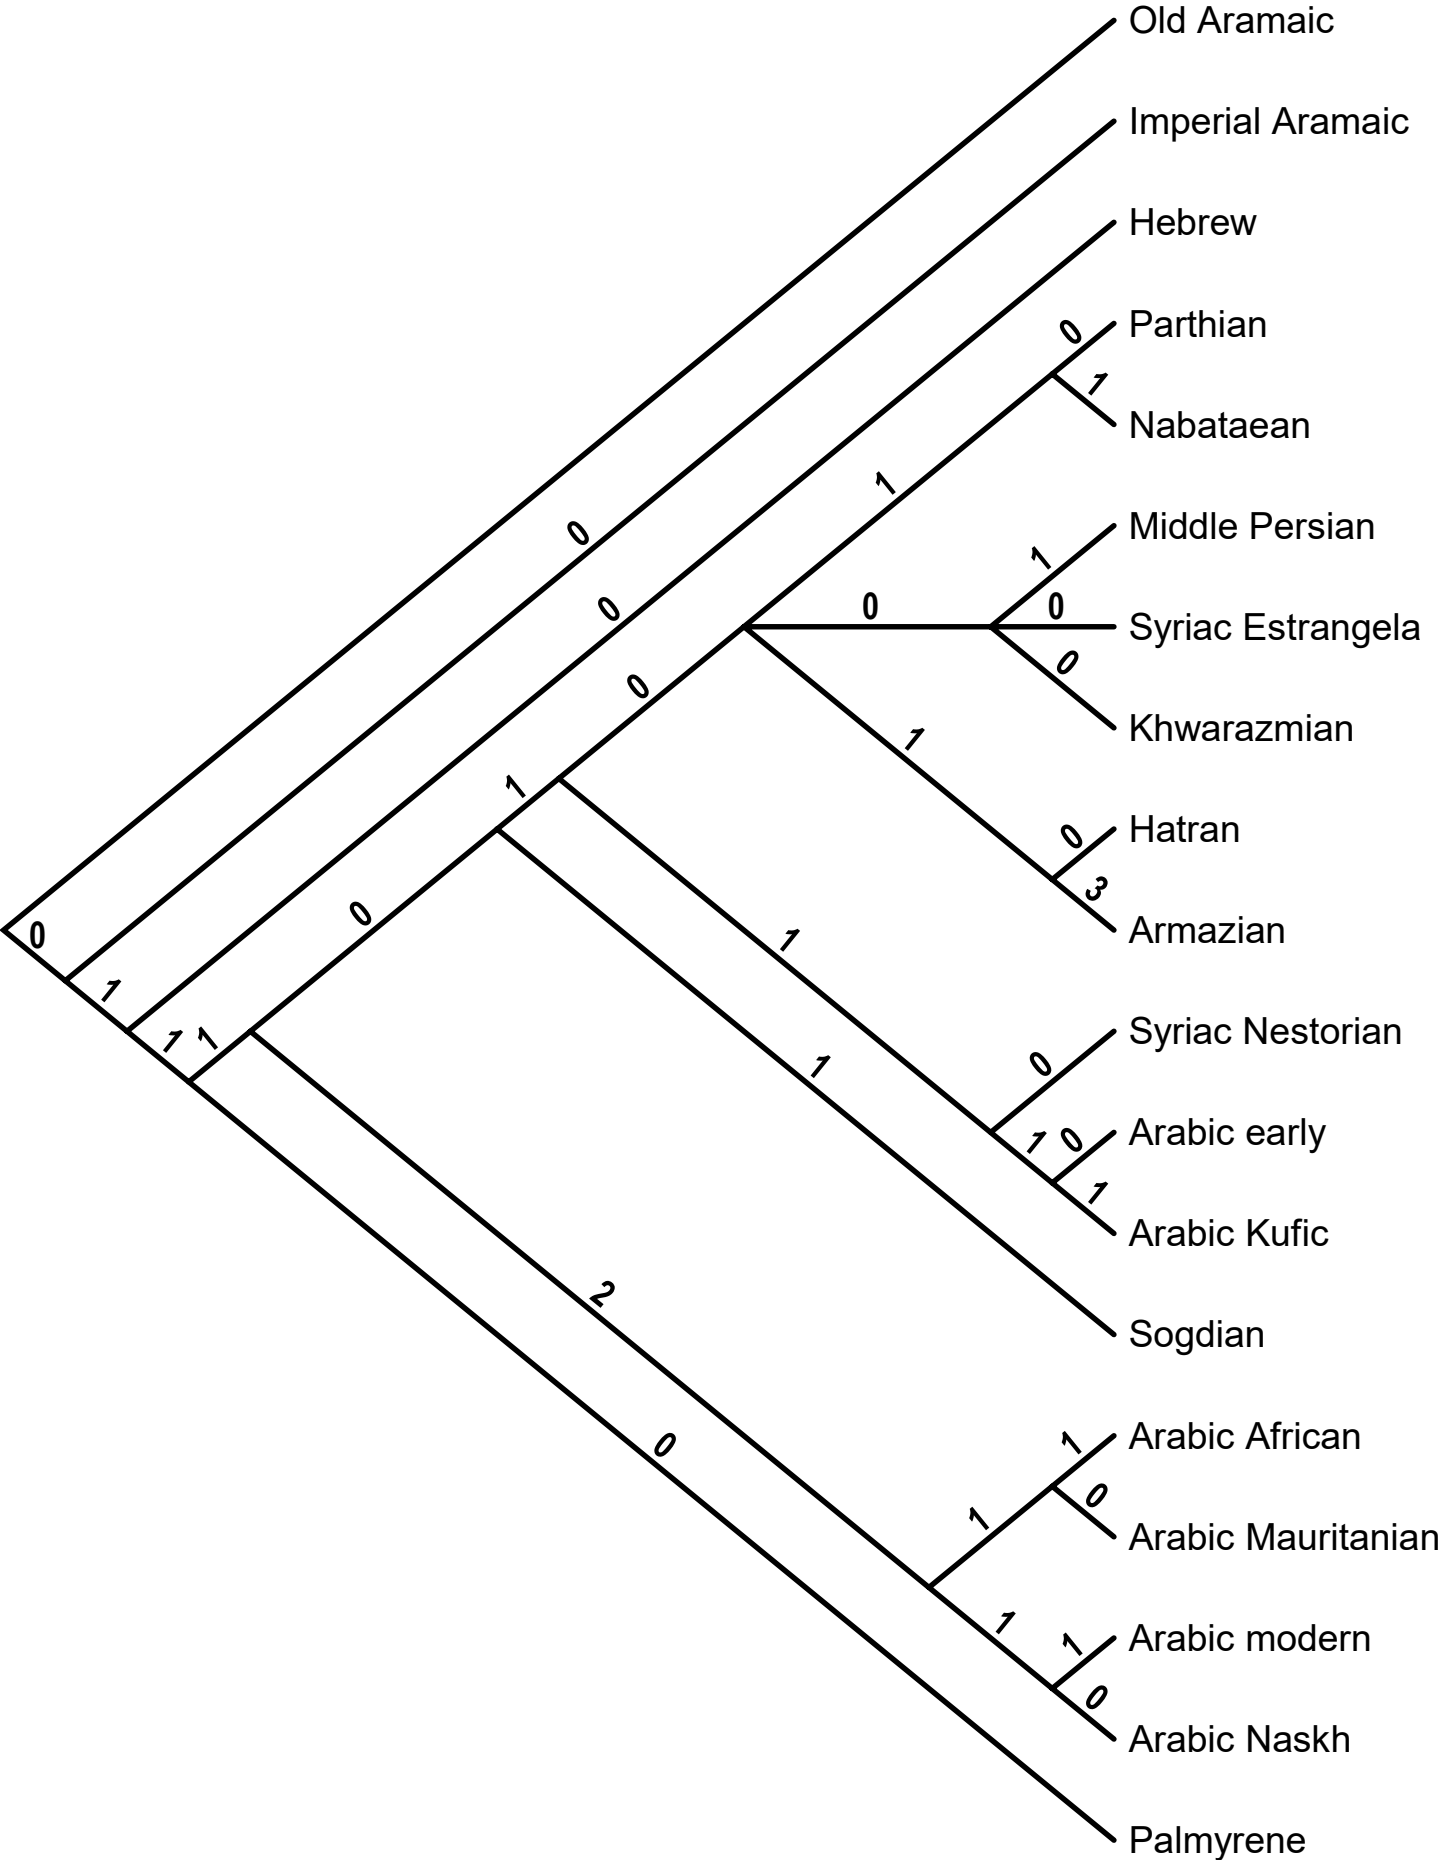 Old Aramaic
Imperial Aramaic
Hebrew
0 Parthian
1
Nabataean
1
Middle Persian
0
1
0 0
Syriac Estrangela
0
0
0
Khwarazmian
1
1
0 Hatran
3
0
Armazian
0
1
1
Syriac Nestorian
1 1
0
1
0 Arabic early
1 1
Arabic Kufic
2
Sogdian
0
1 Arabic African
0
1
Arabic Mauritanian
1
1 Arabic modern
0
Arabic Naskh
Palmyrene